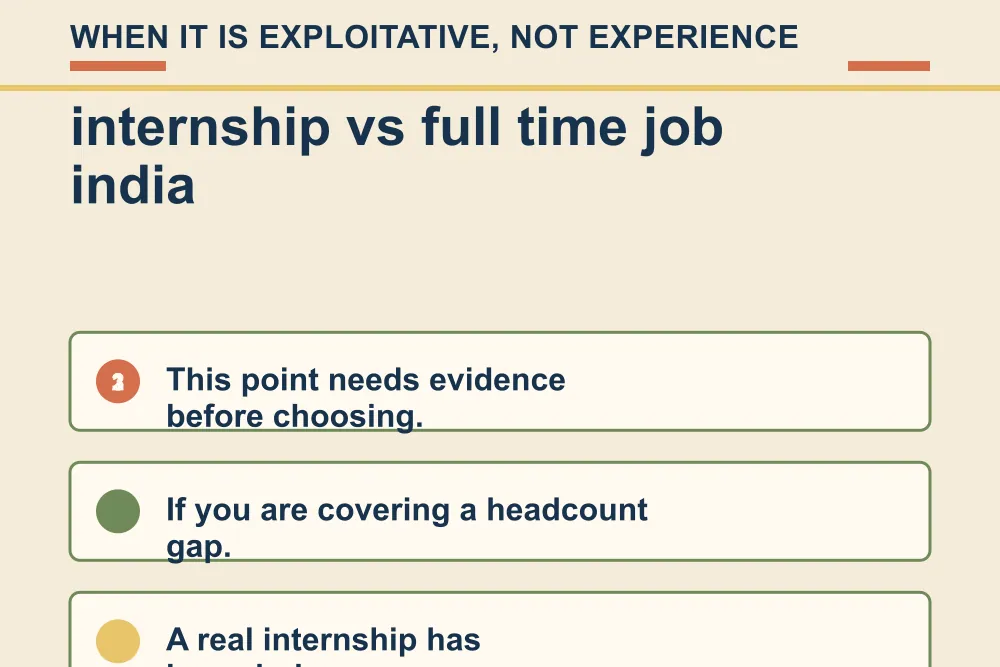 WHEN IT IS EXPLOITATIVE, NOT EXPERIENCE
internship vs full time job
india
This point needs evidence
before choosing.
If you are covering a headcount
gap.
A real internship has